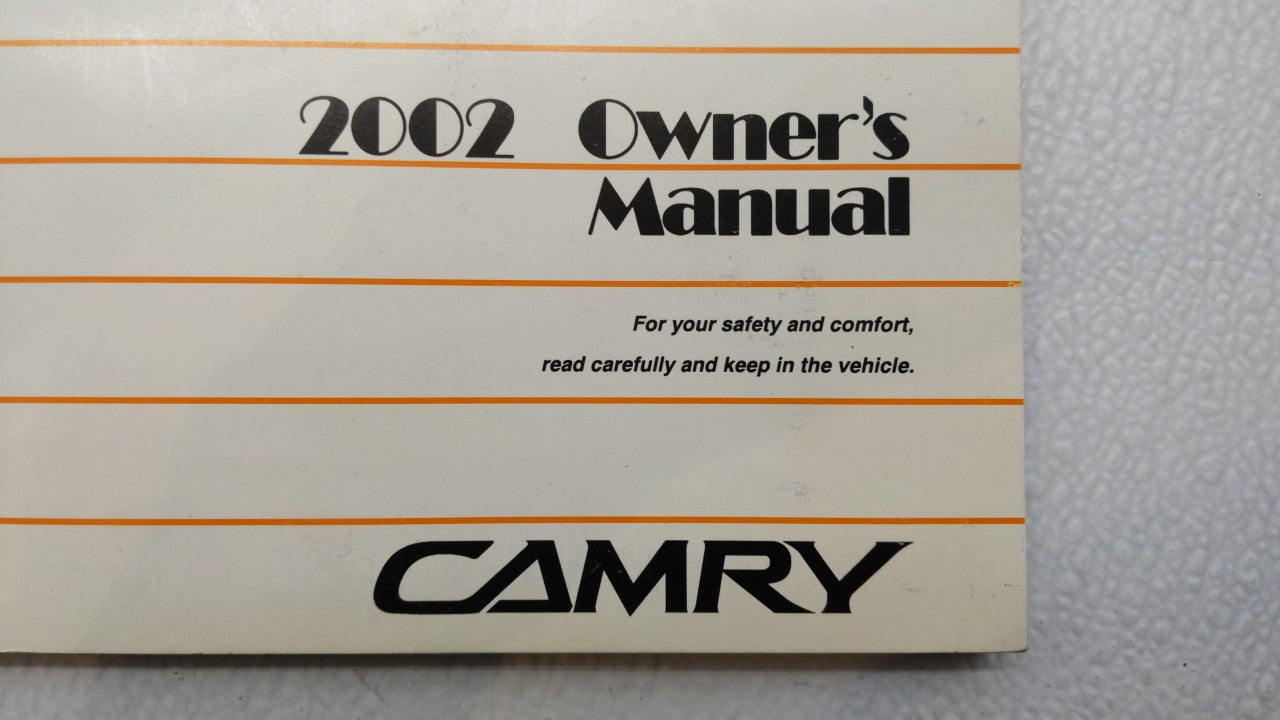 2002 Owner's
Manual
For your safety and comfort,
read carefully and keep in the vehicle.
CAMRY